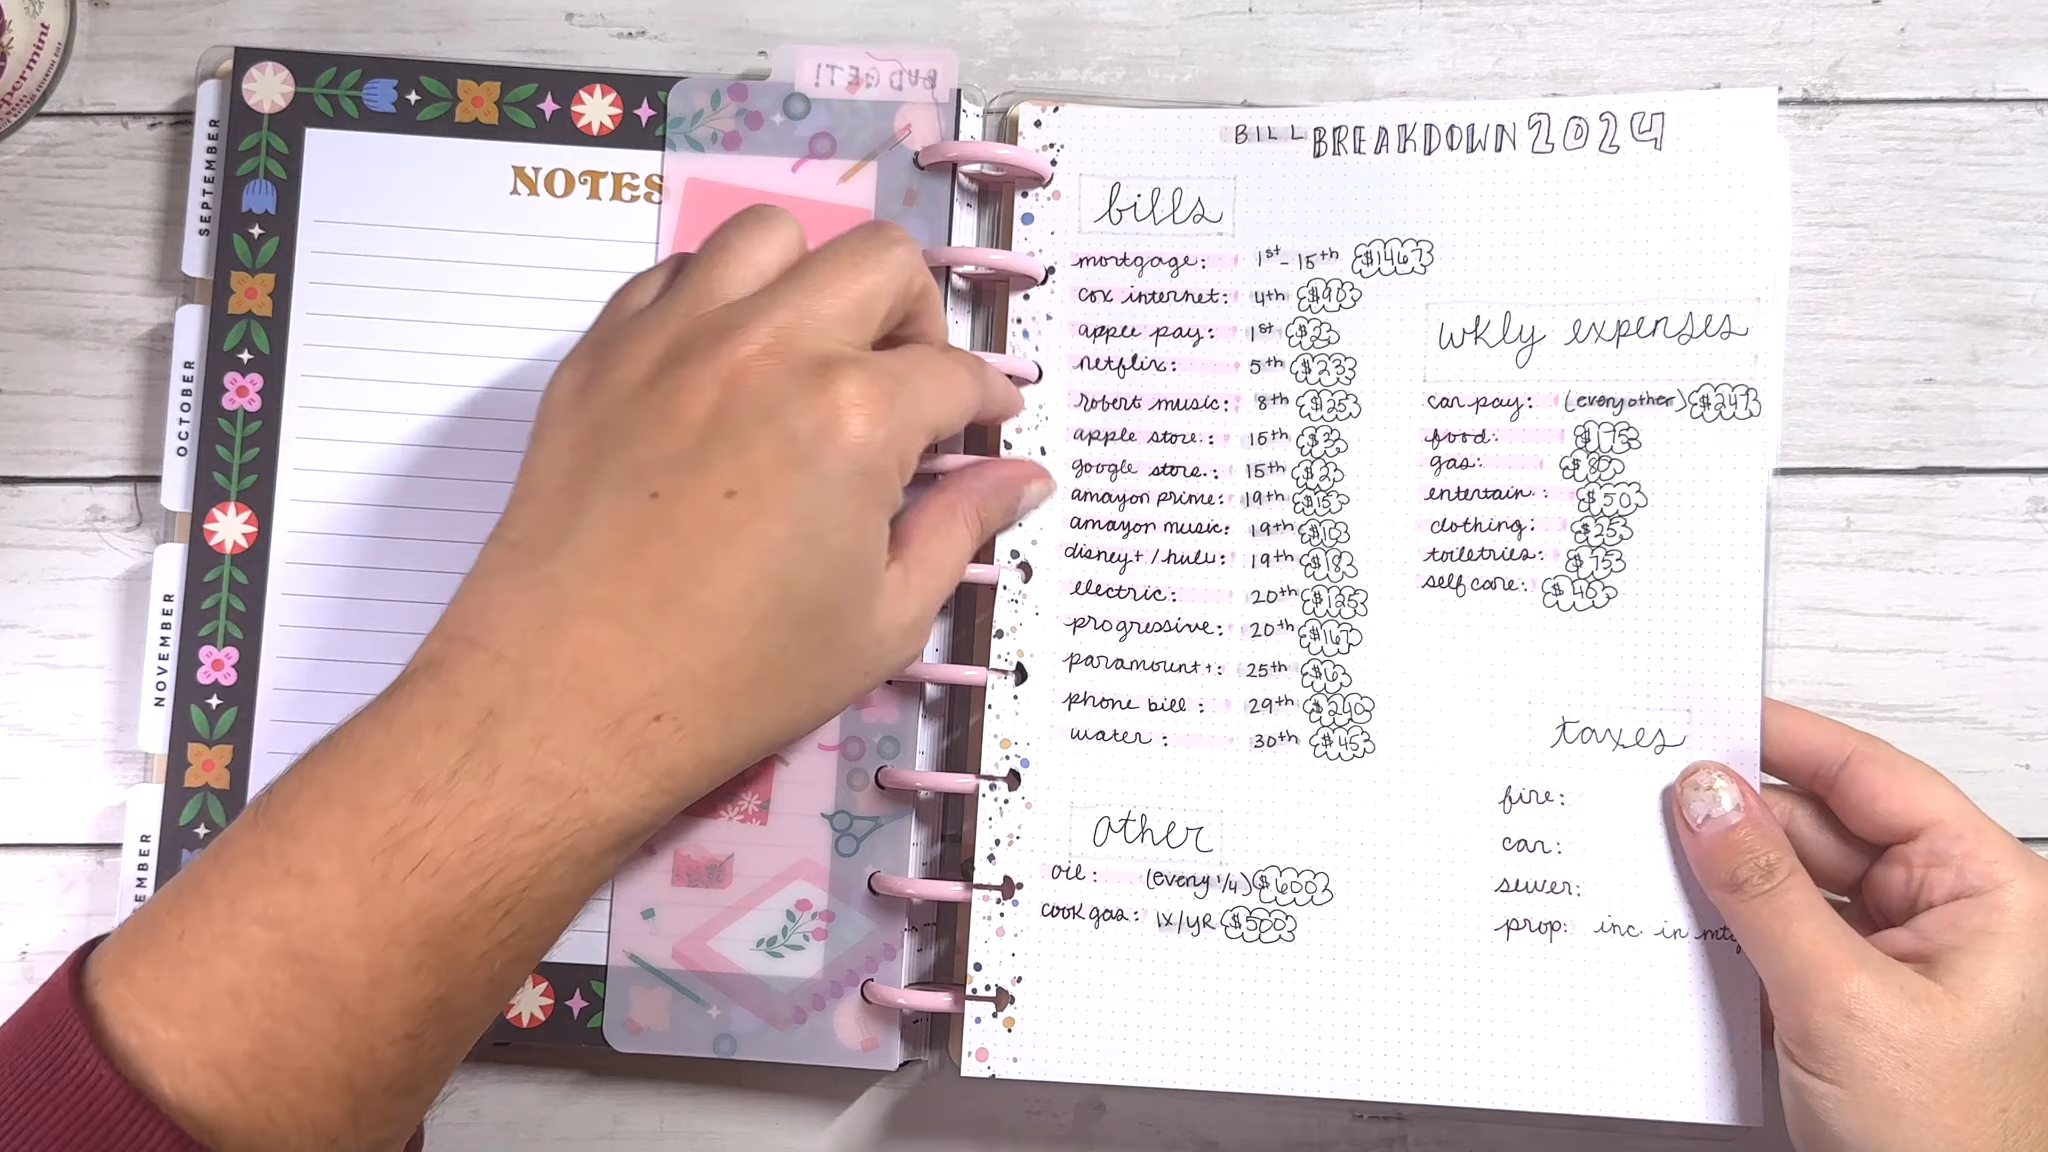 BUDGET!
SEPTEMBER
OCTOBER
NOVEMBER
EMBER
NOTES
BILL BREAKDOWN 2024
bills
mortgage: 1st - 15th $1467
cox internet: 4th $90
apple pay: 1st $2
netflix: 5th $23
robert music: 8th $25
apple store: 15th $3
google store: 15th $2
amazon prime: 19th $15
amazon music: 19th $10
disney+ / hulu: 19th $18
electric: 20th $125
progressive: 20th $167
paramount+: 25th $6
phone bill: 29th $240
water: 30th $45
other
oil: (every 1/4) $600
cook gas: 1x/yr $500
wkly expenses
car pay: (every other) $247
food: $175
gas: $80
entertain.: $50
clothing: $25
toiletries: $75
self care: $40
taxes
fire:
car:
sewer:
prop: inc. in